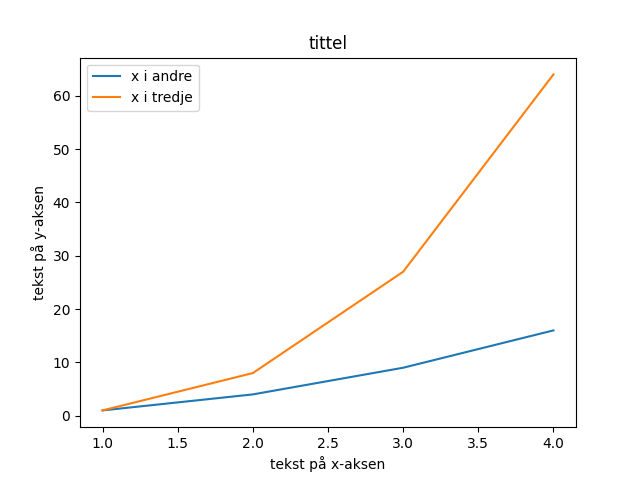 tittel
x i andre
x i tredje
60
50
40
30
20
10
0
tekst på y-aksen
1.0 1.5 2.0 2.5 3.0 3.5 4.0
tekst på x-aksen